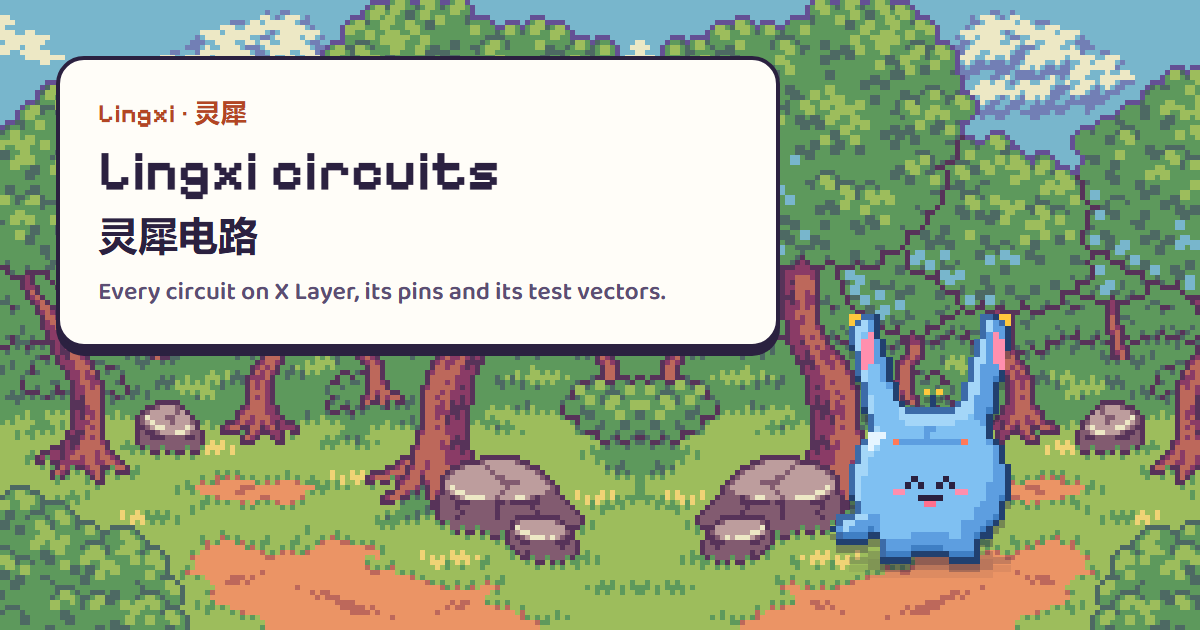 Lingxi · 灵犀
Lingxi circuits
灵犀电路
Every circuit on X Layer, its pins and its test vectors.